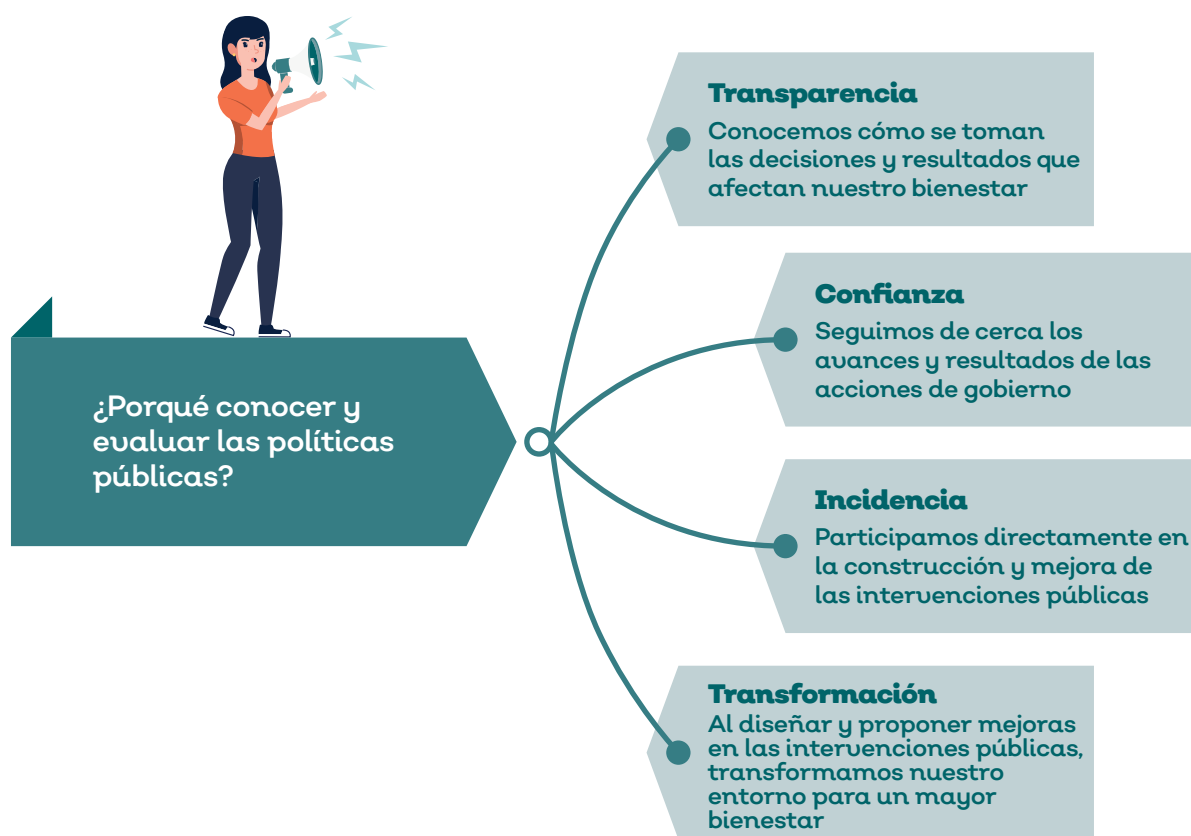 ¿Porqué conocer y
evaluar las políticas
públicas?
Transparencia
Conocemos cómo se toman
las decisiones y resultados que
afectan nuestro bienestar
Confianza
Seguimos de cerca los
avances y resultados de las
acciones de gobierno
Incidencia
Participamos directamente en
la construcción y mejora de
las intervenciones públicas
Transformación
Al diseñar y proponer mejoras
en las intervenciones públicas,
transformamos nuestro
entorno para un mayor
bienestar